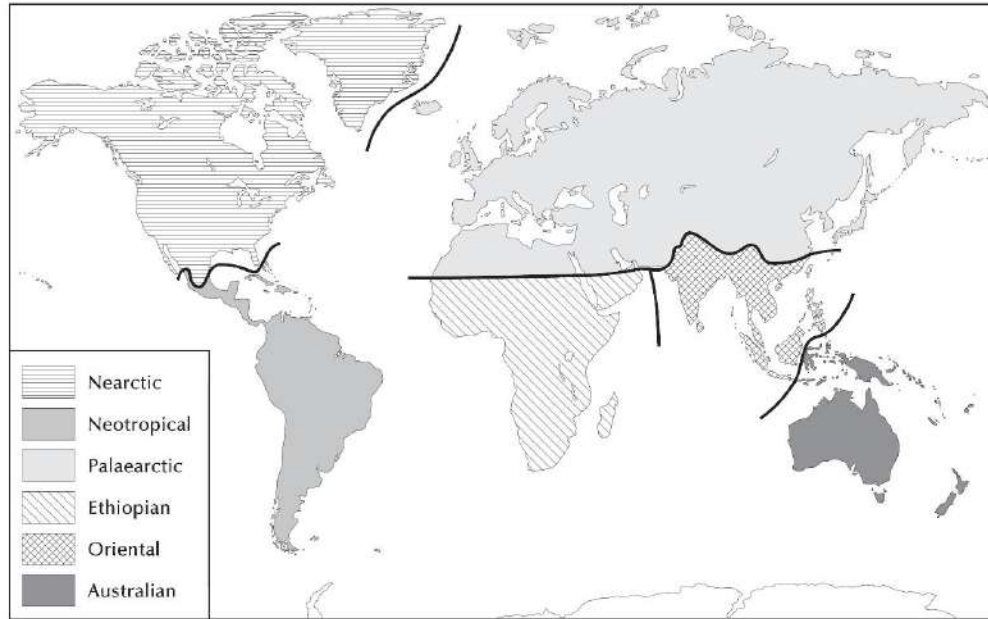 Nearctic
Neotropical
Palaearctic
Ethiopian
Oriental
Australian